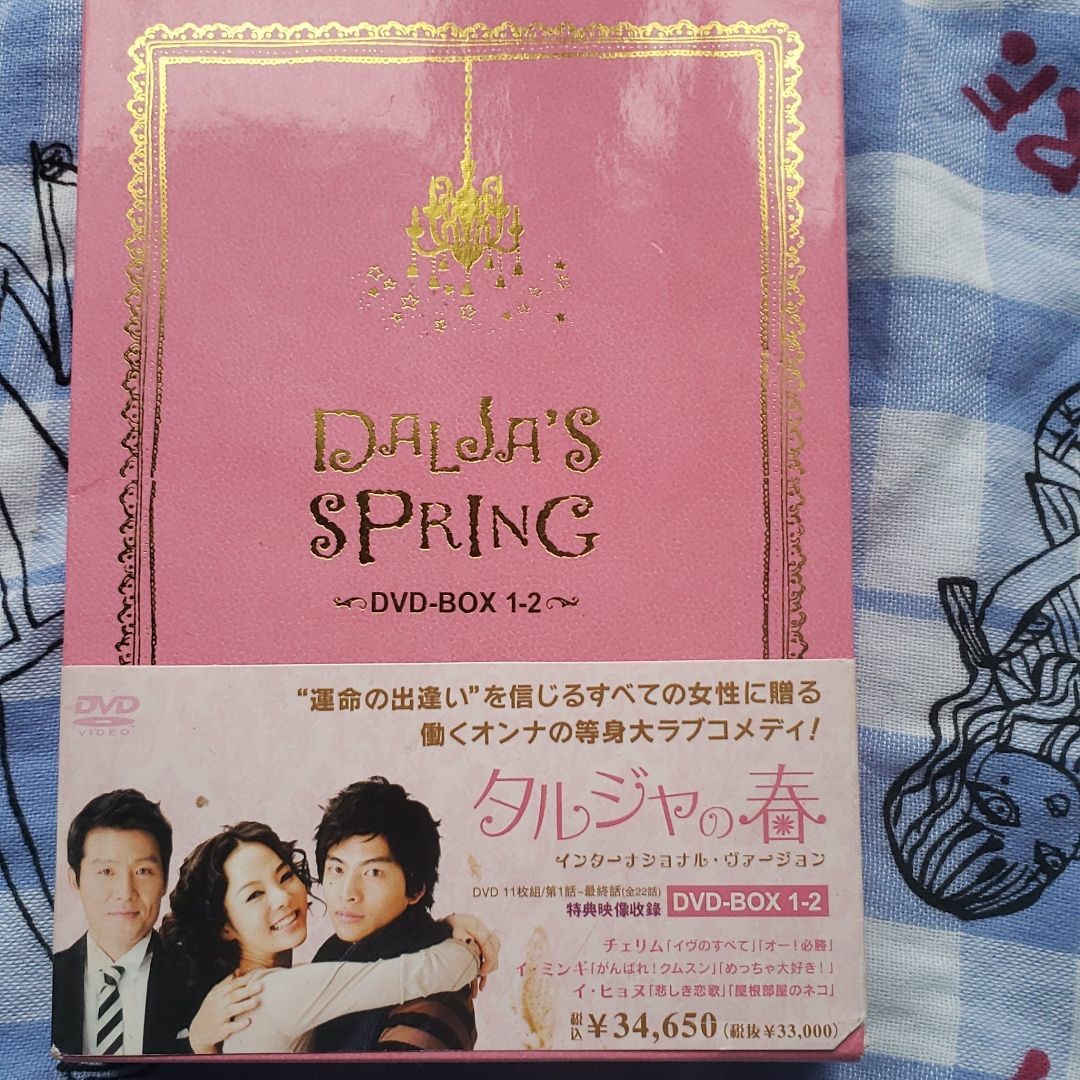 DALJA'S
SPRING
DVD-BOX 1-2
DVD
VIDEO
“運命の出逢い”を信じるすべての女性に贈る
働くオンナの等身大ラブコメディ!
タルジャの春
インターナショナル・ヴァージョン
DVD 11枚組/第1話~最終話(全22話)
特典映像収録 DVD-BOX 1-2
チェリム「イヴのすべて」「オー!必勝」
イ・ミンギ「がんばれ!クムスン」「めっちゃ大好き!」
イ・ヒョヌ「悲しき恋歌」「屋根部屋のネコ」
税込 ¥34,650(税抜¥33,000)